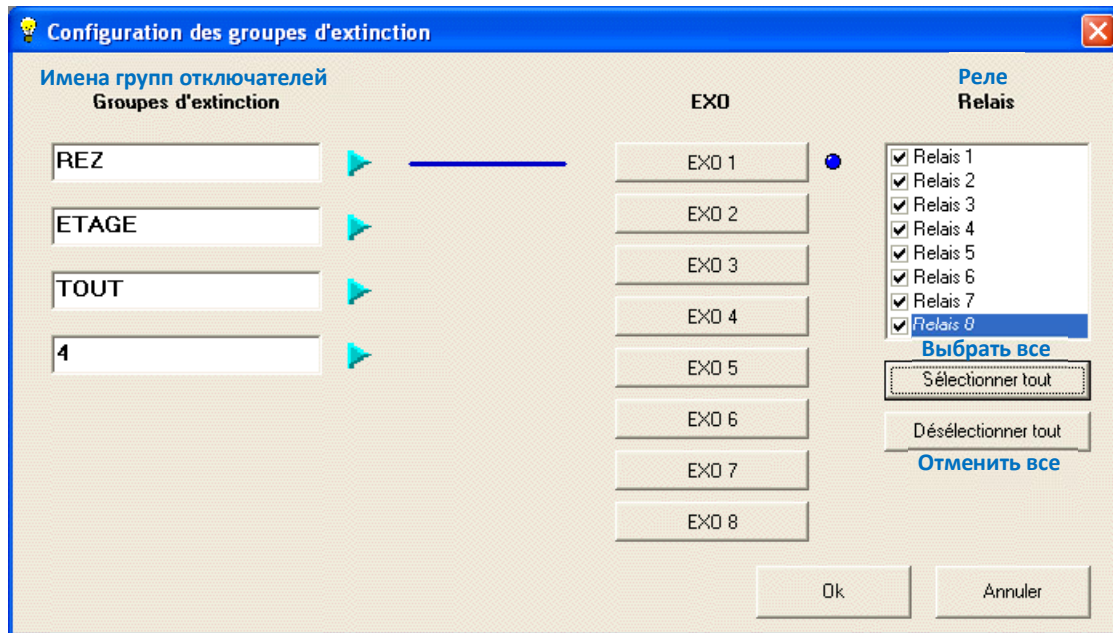 Configuration des groupes d'extinction
Имена групп отключателей
Groupes d'extinction
EXO
Реле
Relais
REZ
ETAGE
TOUT
4
EXO 1
EXO 2
EXO 3
EXO 4
EXO 5
EXO 6
EXO 7
EXO 8
Relais 1
Relais 2
Relais 3
Relais 4
Relais 5
Relais 6
Relais 7
Relais 8
Выбрать все
Sélectionner tout
Désélectionner tout
Отменить все
Ok
Annuler